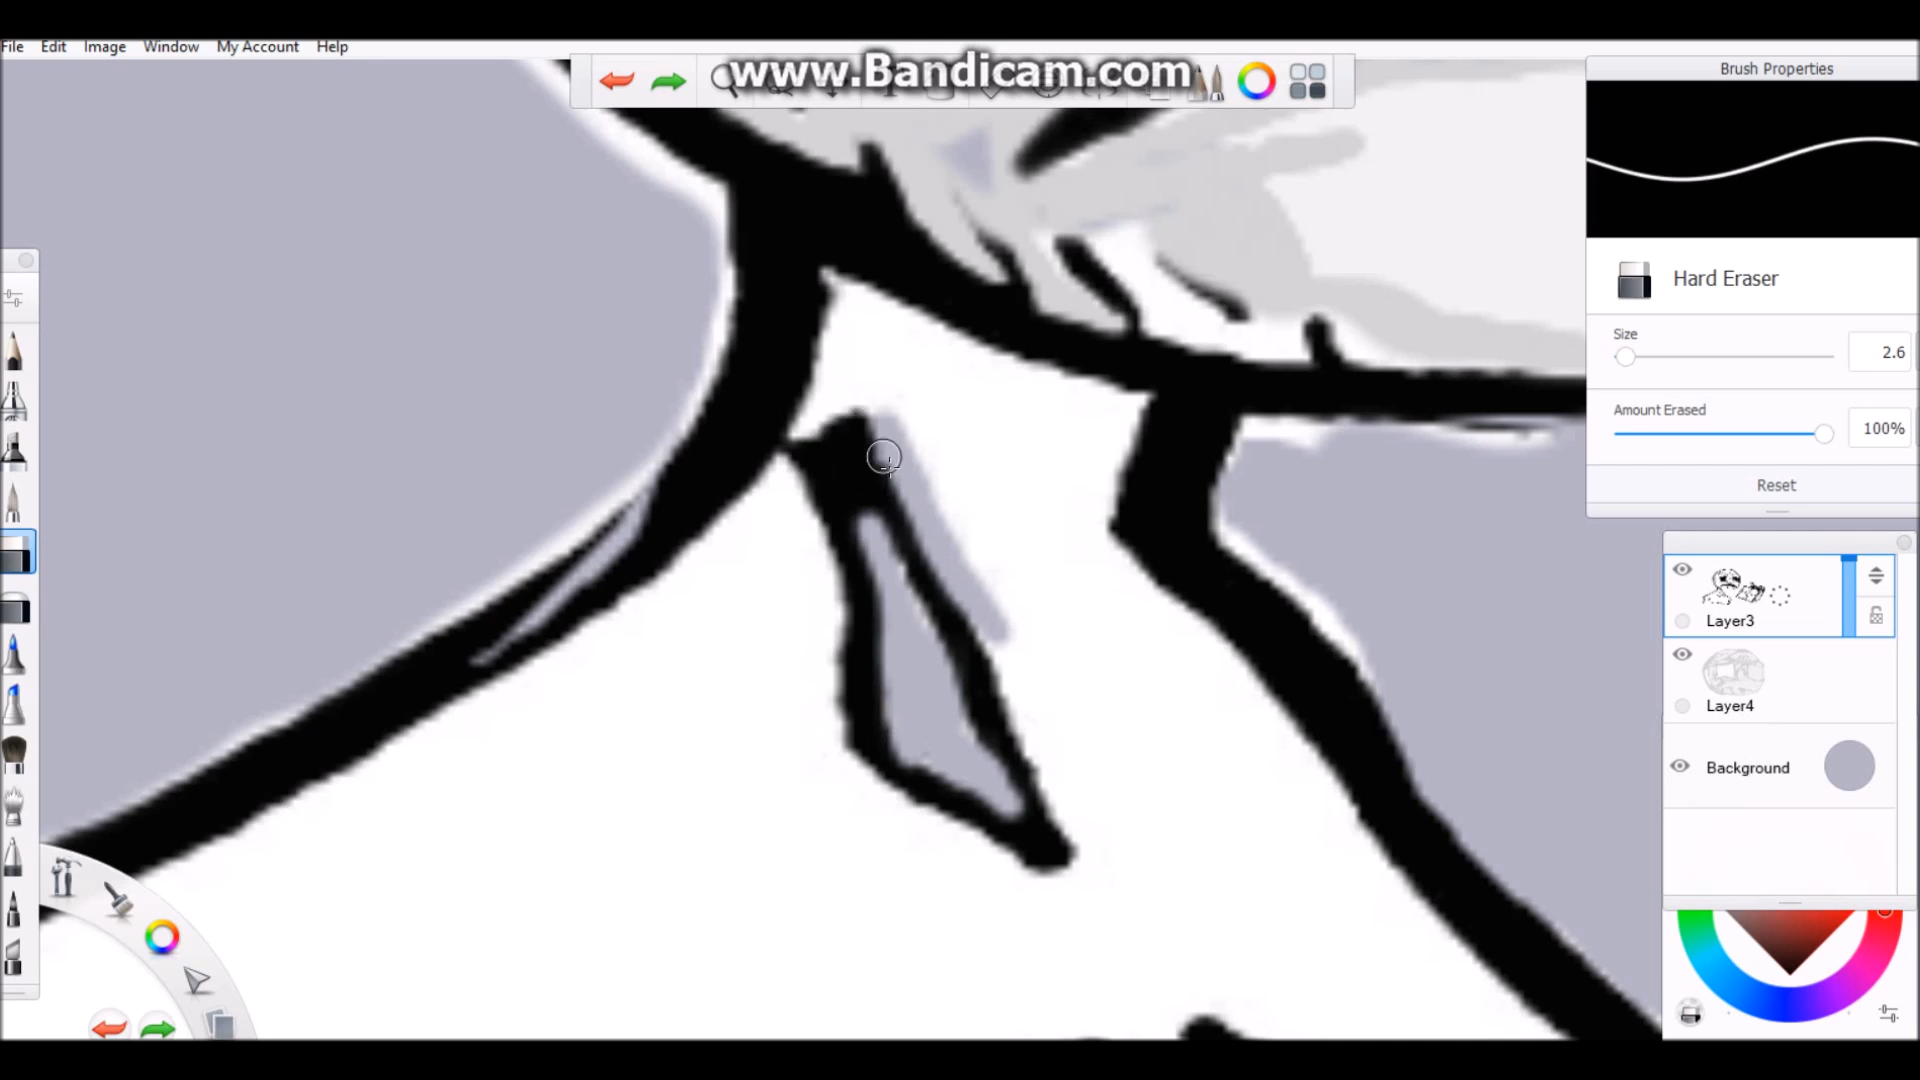 File Edit Image Window My Account Help
www.Bandicam.com
Brush Properties
Hard Eraser
Size
2.6
Amount Erased
100%
Reset
Layer3
Layer4
Background